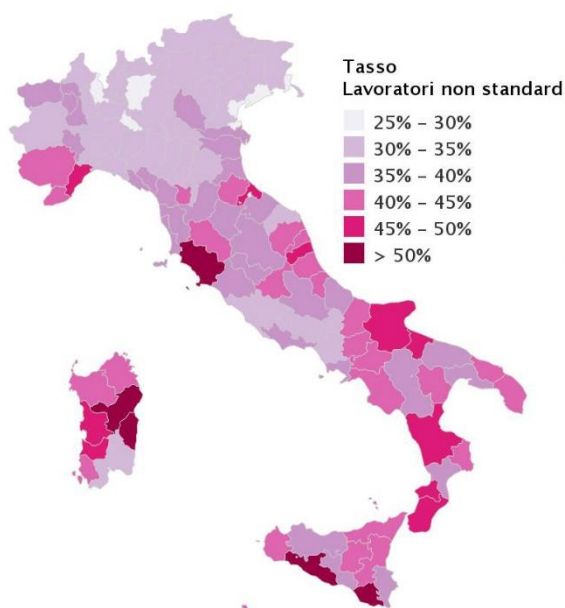 Tasso
Lavoratori non standard
25% – 30%
30% – 35%
35% – 40%
40% – 45%
45% – 50%
> 50%